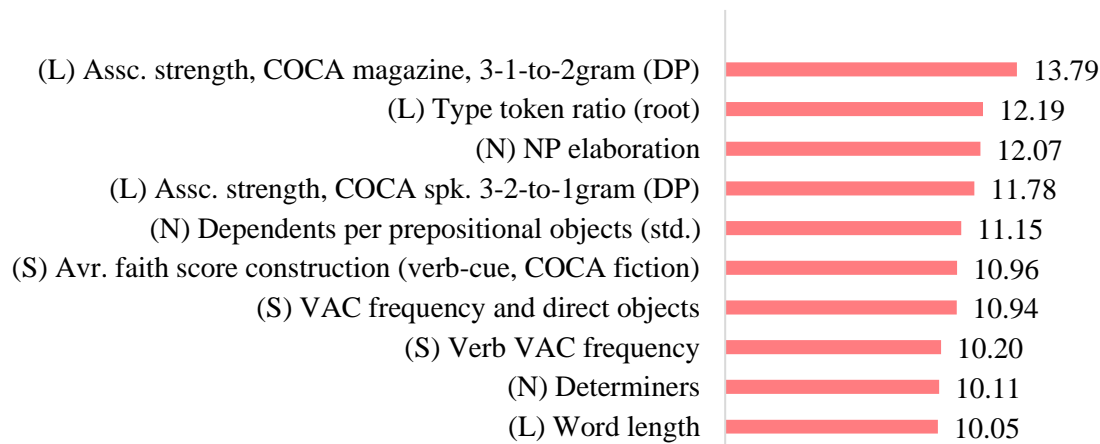 (L) Assc. strength, COCA magazine, 3-1-to-2gram (DP) 13.79
(L) Type token ratio (root) 12.19
(N) NP elaboration 12.07
(L) Assc. strength, COCA spk. 3-2-to-1gram (DP) 11.78
(N) Dependents per prepositional objects (std.) 11.15
(S) Avr. faith score construction (verb-cue, COCA fiction) 10.96
(S) VAC frequency and direct objects 10.94
(S) Verb VAC frequency 10.20
(N) Determiners 10.11
(L) Word length 10.05